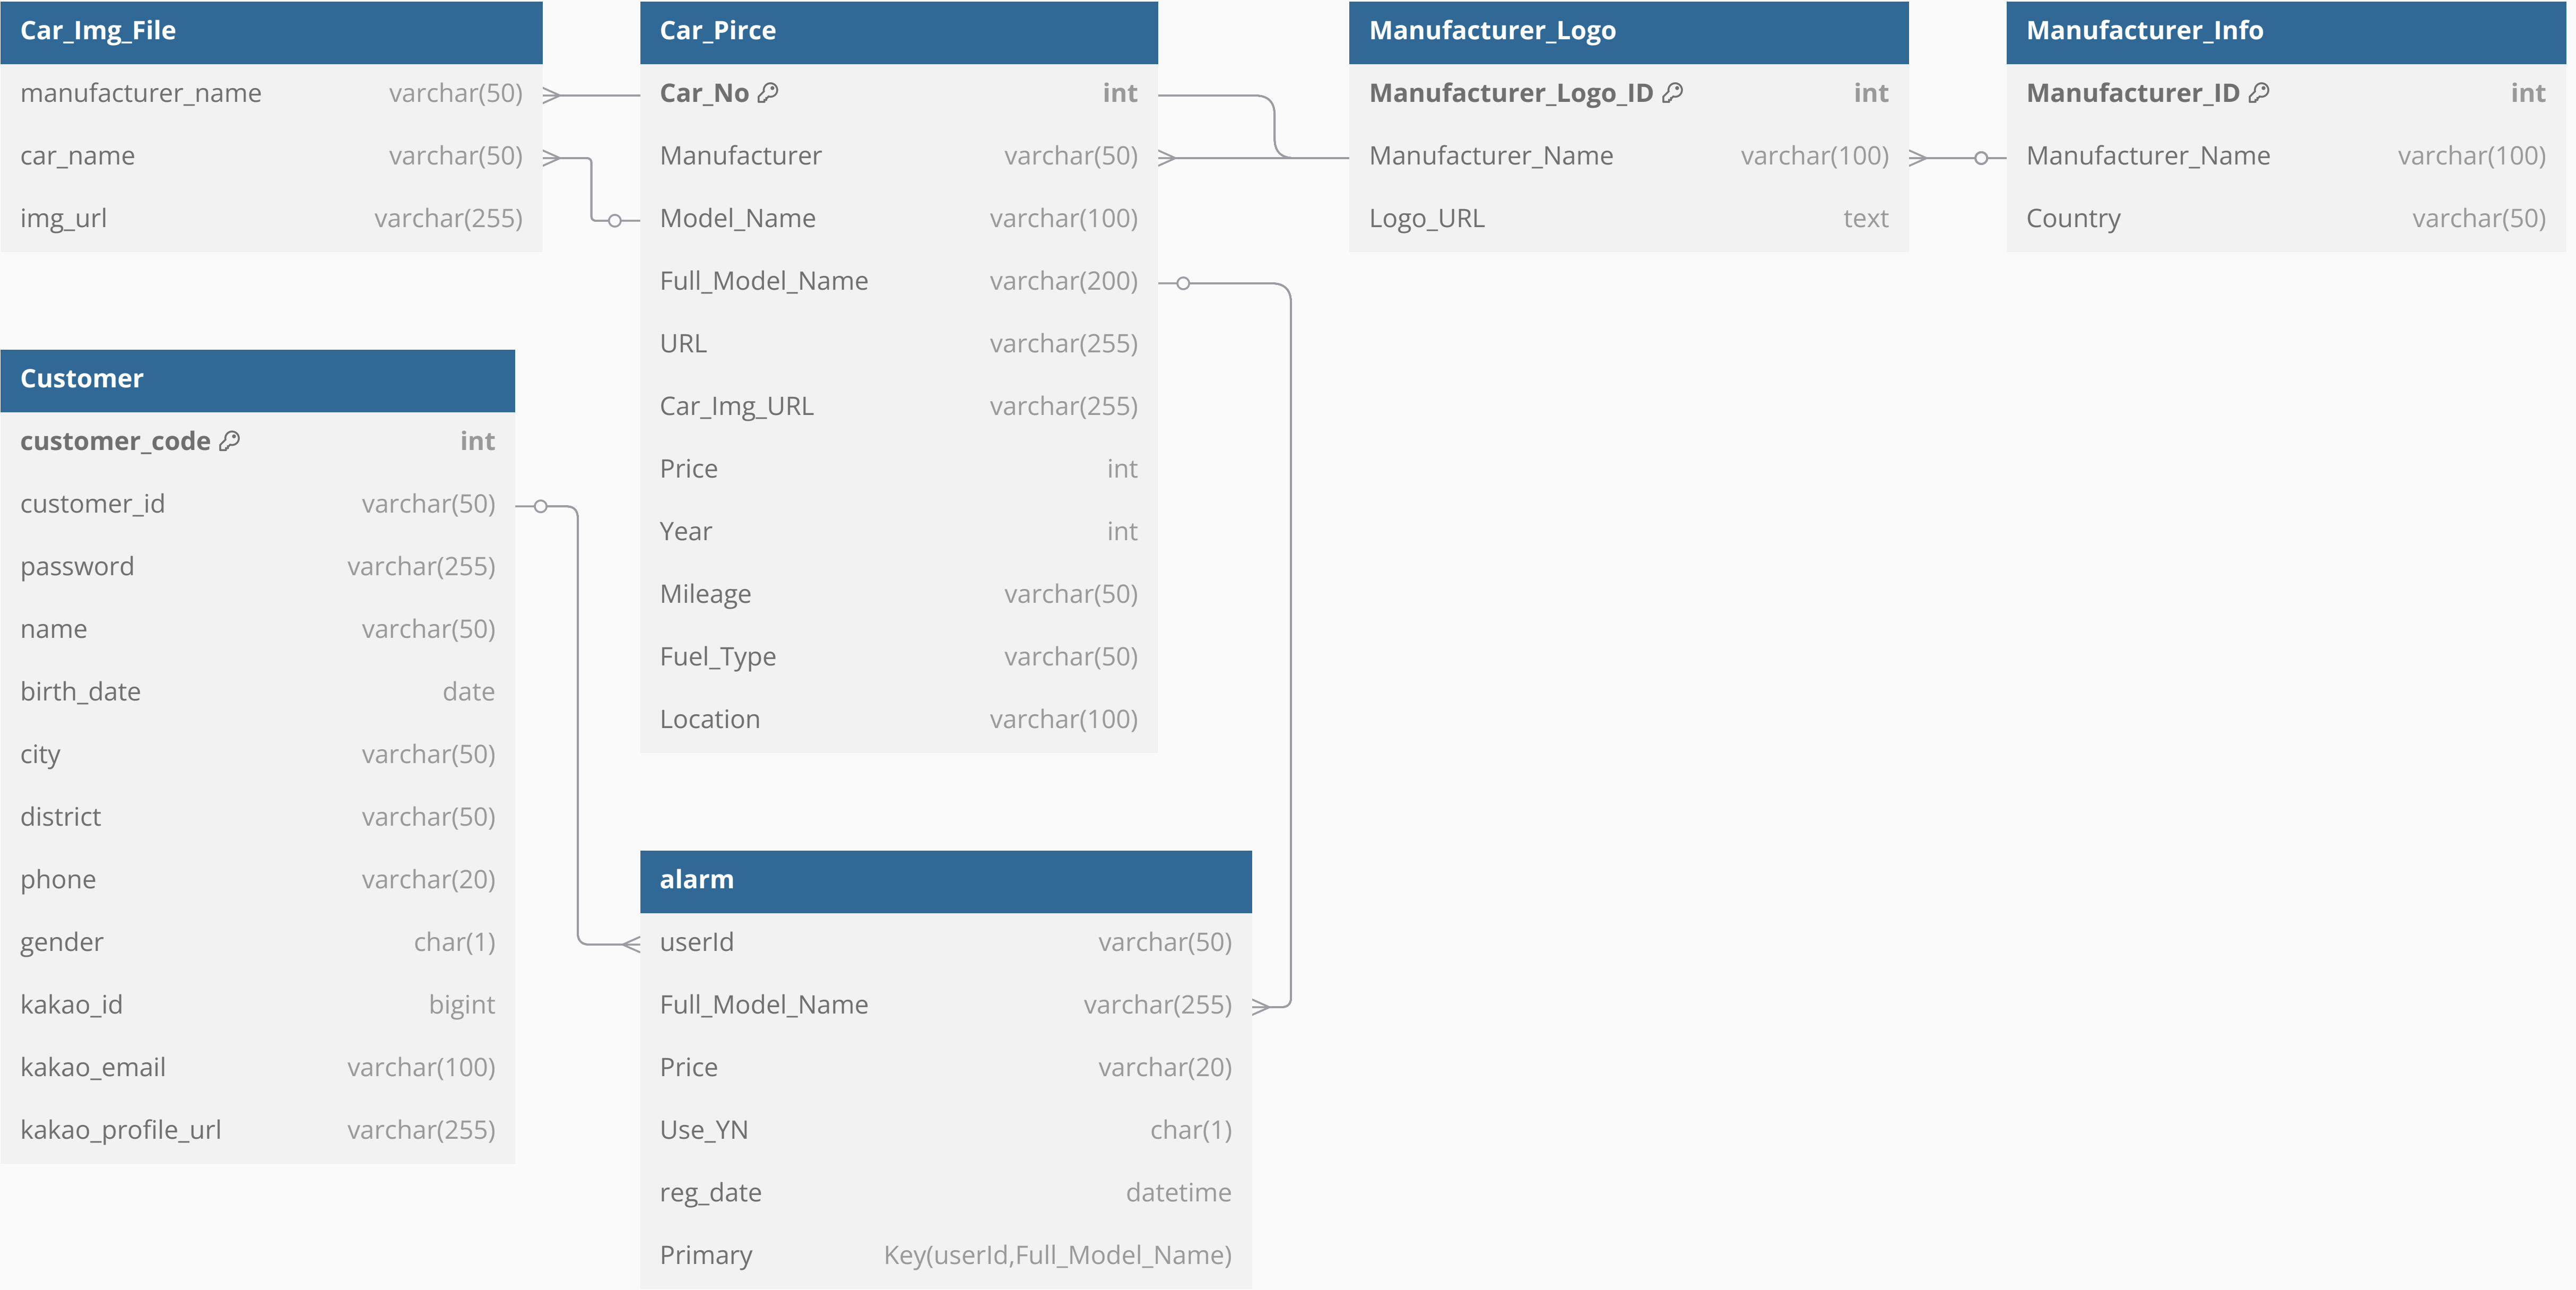 Car_Img_File
manufacturer_name varchar(50)
car_name varchar(50)
img_url varchar(255)
Car_Pirce
Car_No int
Manufacturer varchar(50)
Model_Name varchar(100)
Full_Model_Name varchar(200)
URL varchar(255)
Car_Img_URL varchar(255)
Price int
Year int
Mileage varchar(50)
Fuel_Type varchar(50)
Location varchar(100)
Manufacturer_Logo
Manufacturer_Logo_ID int
Manufacturer_Name varchar(100)
Logo_URL text
Manufacturer_Info
Manufacturer_ID int
Manufacturer_Name varchar(100)
Country varchar(50)
Customer
customer_code int
customer_id varchar(50)
password varchar(255)
name varchar(50)
birth_date date
city varchar(50)
district varchar(50)
phone varchar(20)
gender char(1)
kakao_id bigint
kakao_email varchar(100)
kakao_profile_url varchar(255)
alarm
userId varchar(50)
Full_Model_Name varchar(255)
Price varchar(20)
Use_YN char(1)
reg_date datetime
Primary Key(userId,Full_Model_Name)